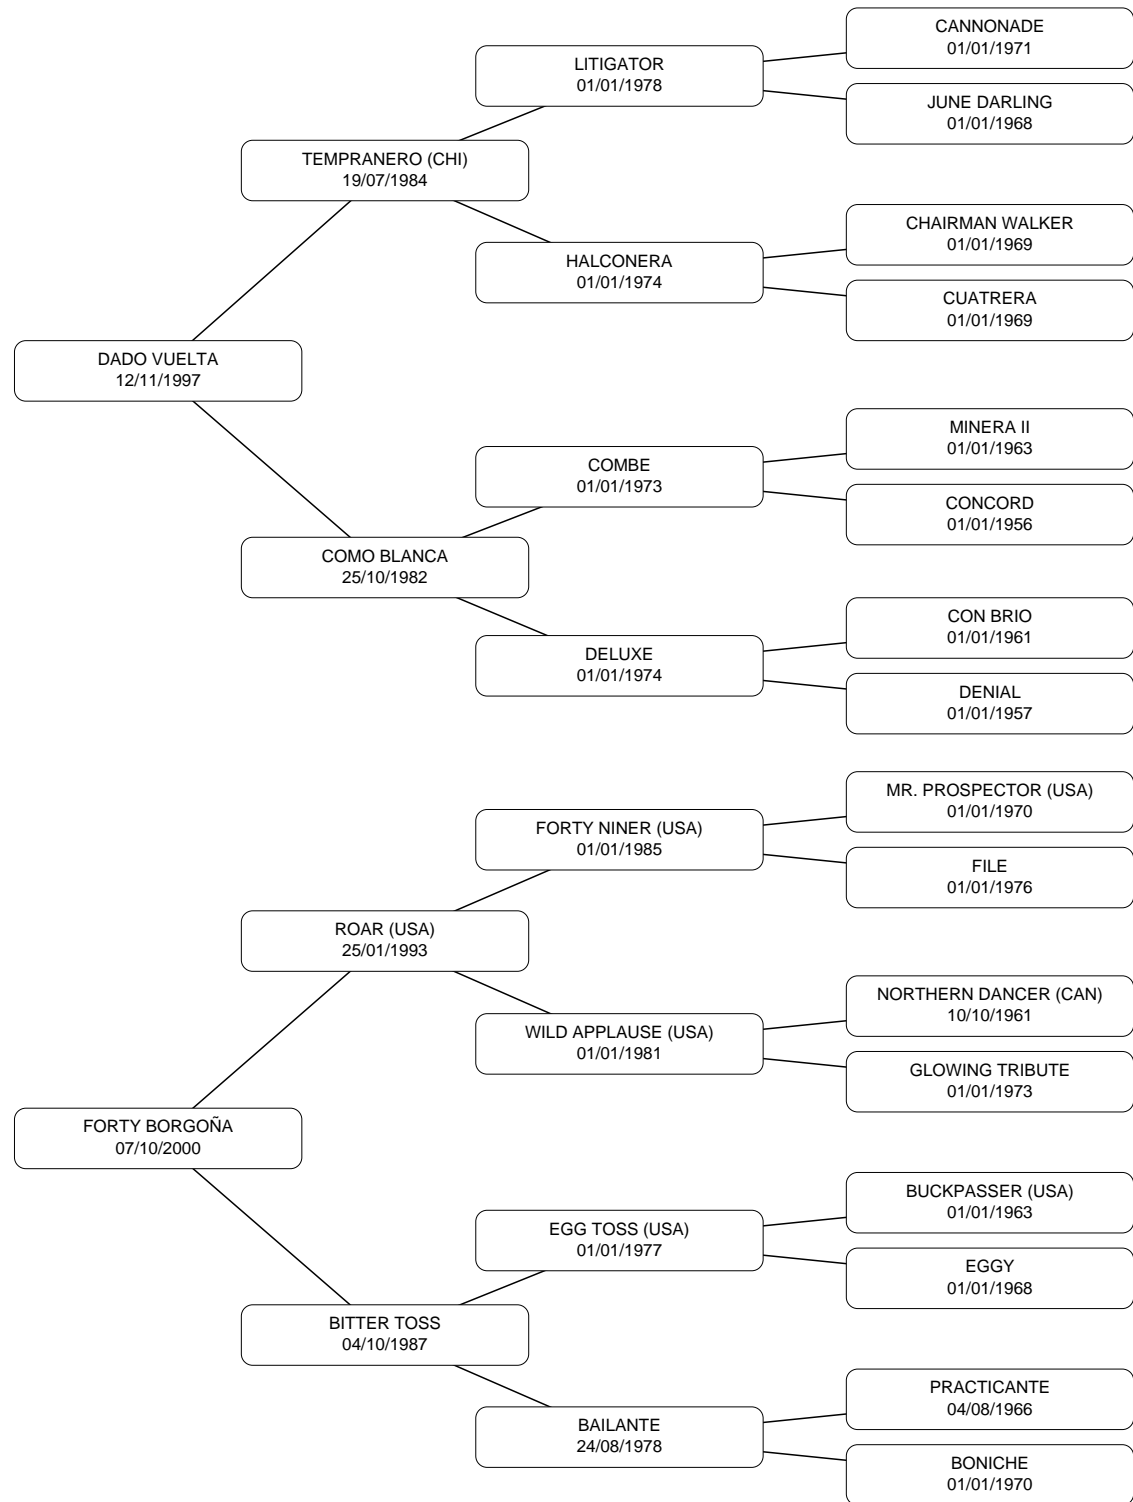 CANNONADE
01/01/1971
LITIGATOR
01/01/1978
JUNE DARLING
01/01/1968
TEMPRANERO (CHI)
19/07/1984
CHAIRMAN WALKER
01/01/1969
HALCONERA
01/01/1974
CUATRERA
01/01/1969
DADO VUELTA
12/11/1997
MINERA II
01/01/1963
COMBE
01/01/1973
CONCORD
01/01/1956
COMO BLANCA
25/10/1982
CON BRIO
01/01/1961
DELUXE
01/01/1974
DENIAL
01/01/1957
MR. PROSPECTOR (USA)
01/01/1970
FORTY NINER (USA)
01/01/1985
FILE
01/01/1976
ROAR (USA)
25/01/1993
NORTHERN DANCER (CAN)
10/10/1961
WILD APPLAUSE (USA)
01/01/1981
GLOWING TRIBUTE
01/01/1973
FORTY BORGOÑA
07/10/2000
BUCKPASSER (USA)
01/01/1963
EGG TOSS (USA)
01/01/1977
EGGY
01/01/1968
BITTER TOSS
04/10/1987
PRACTICANTE
04/08/1966
BAILANTE
24/08/1978
BONICHE
01/01/1970